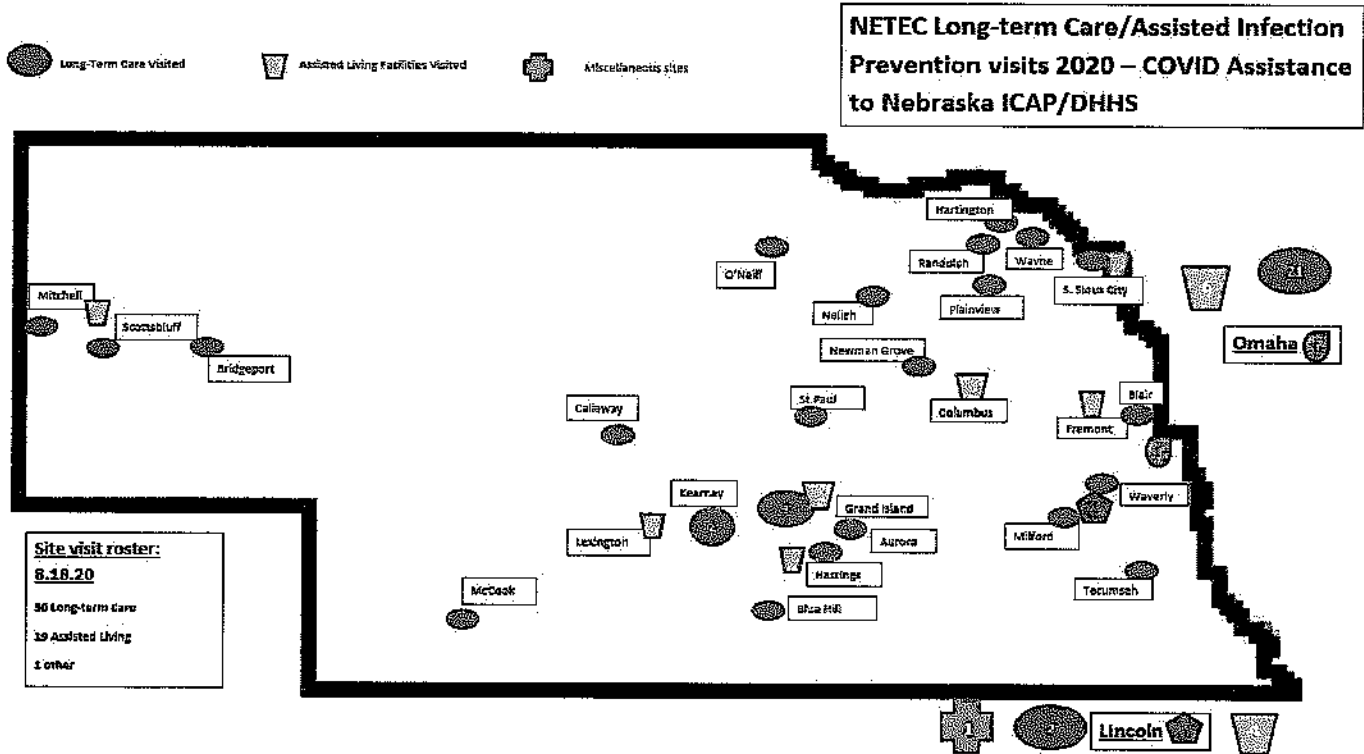 NETEC Long-term Care/Assisted Infection
Prevention visits 2020 – COVID Assistance
to Nebraska ICAP/DHHS
Long-Term Care Visited
Assisted Living Facilities Visited
Miscellaneous sites
Hartington
O'Neill
Randolph
Wayne
S. Sioux City
21
Mitchell
Scottsbluff
Bridgeport
Neligh
Plainview
Omaha
Newman Grove
Callaway
St. Paul
Columbus
Fremont
Blair
Kearney
Grand Island
Waverly
Lexington
Aurora
Milford
Hastings
McCook
Blue Hill
Tecumseh
Site visit roster:
8.18.20
Long-term Care
19 Assisted Living
1 other
1
Lincoln